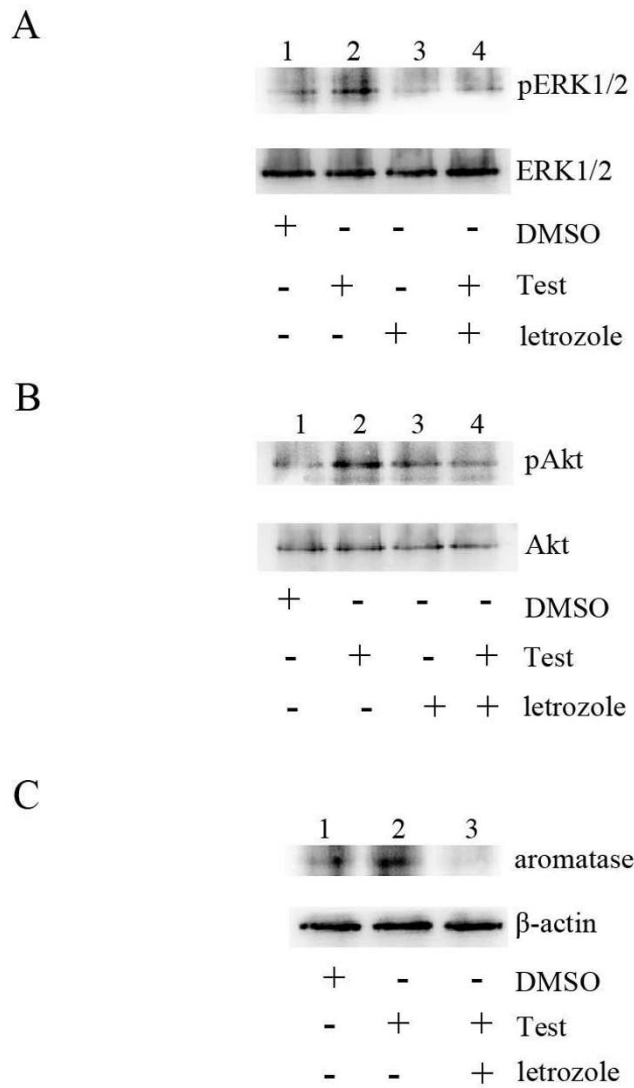 A
1 2 3 4
pERK1/2
ERK1/2
+ - - - DMSO
- + - + Test
- - + + letrozole
B
1 2 3 4
pAkt
Akt
+ - - - DMSO
- + - + Test
- - + + letrozole
C
1 2 3
aromatase
β-actin
+ - - DMSO
- + + Test
- - + letrozole